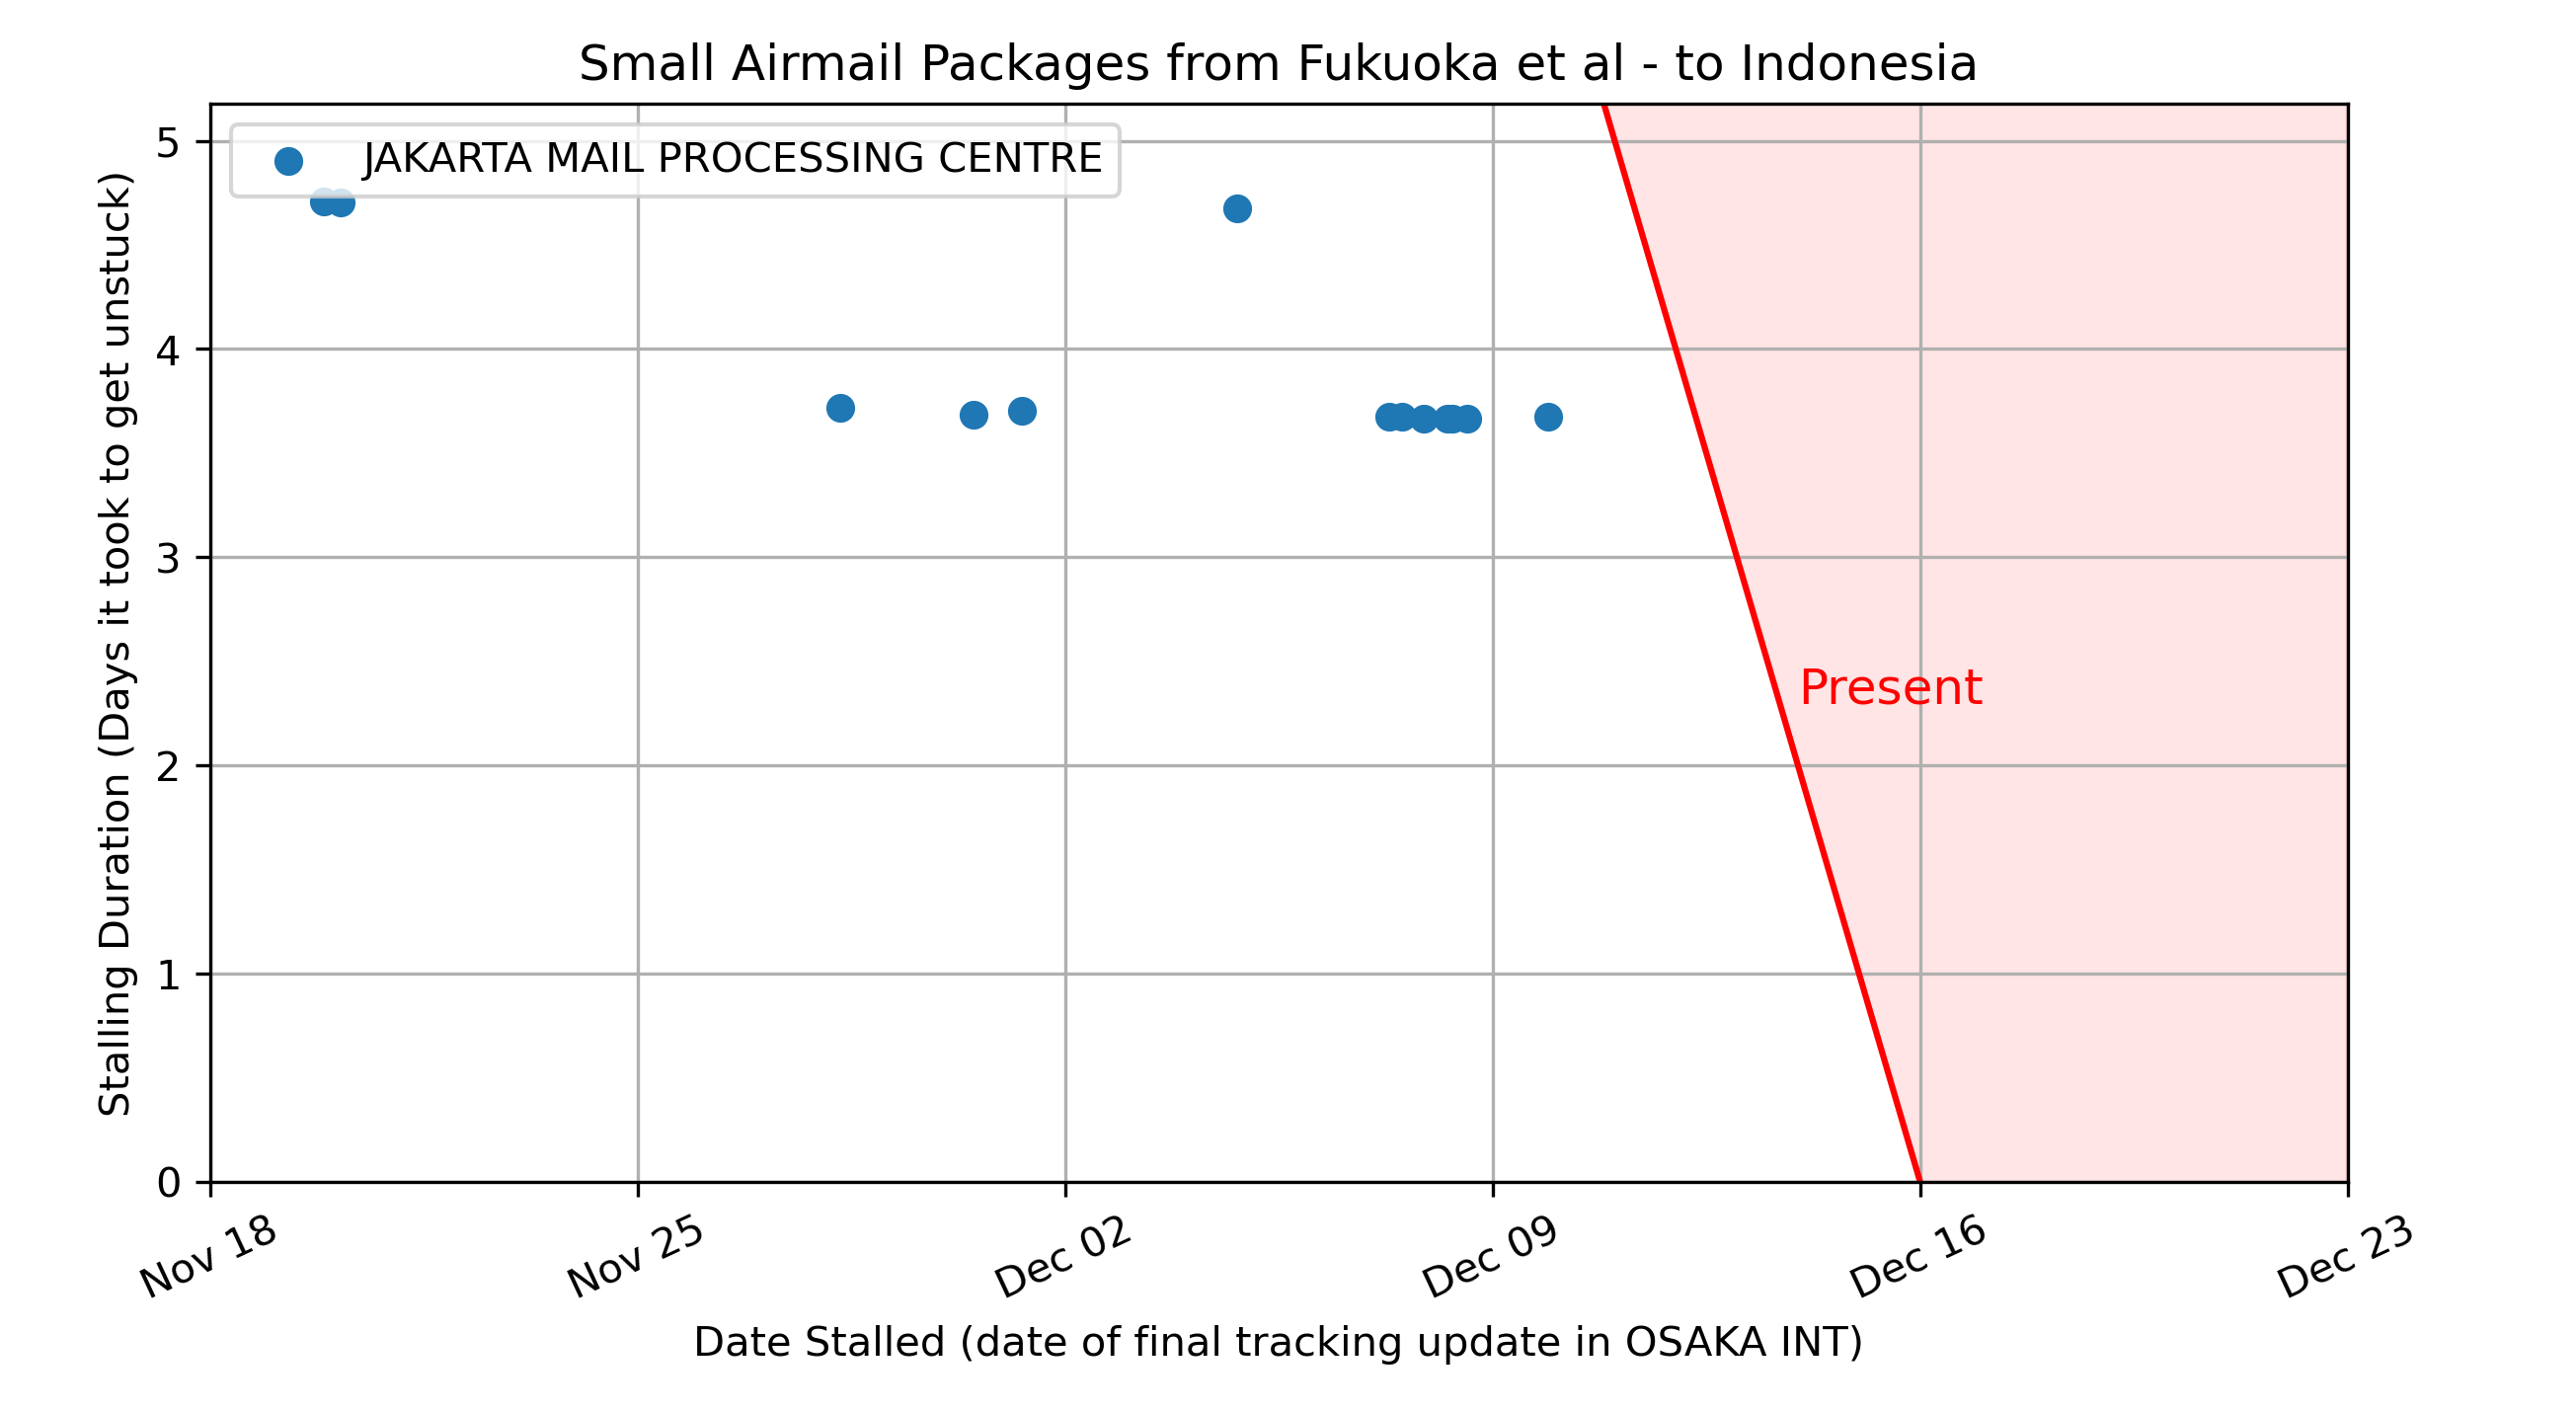 Small Airmail Packages from Fukuoka et al - to Indonesia
JAKARTA MAIL PROCESSING CENTRE
Stalling Duration (Days it took to get unstuck)
5
4
3
2
1
0
Present
Nov 18
Nov 25
Dec 02
Dec 09
Dec 16
Dec 23
Date Stalled (date of final tracking update in OSAKA INT)